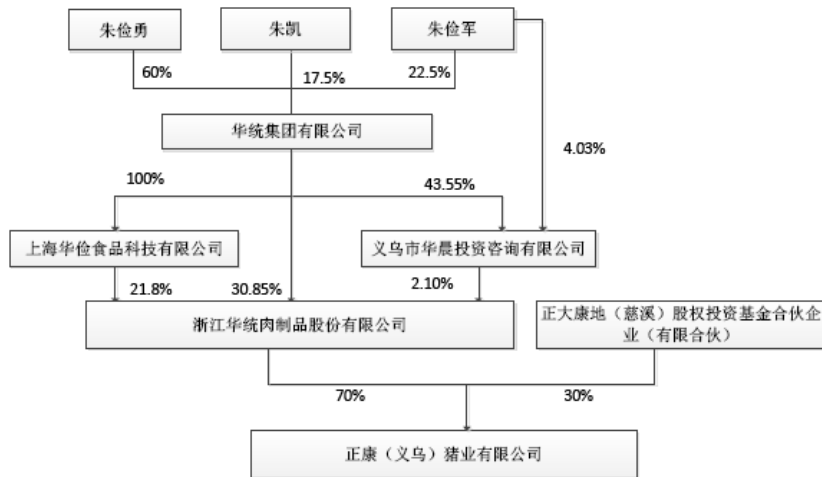 朱俭勇
朱凯
朱俭军
60%
17.5%
22.5%
华统集团有限公司
4.03%
100%
43.55%
上海华俭食品科技有限公司
义乌市华晨投资咨询有限公司
21.8%
30.85%
2.10%
浙江华统肉制品股份有限公司
正大康地（慈溪）股权投资基金合伙企
业（有限合伙）
70%
30%
正康（义乌）猪业有限公司